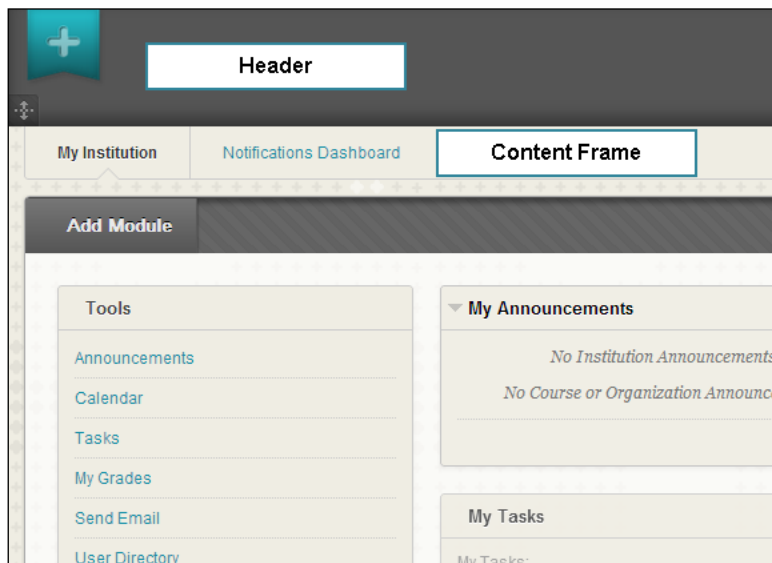 Header
My Institution
Notifications Dashboard
Content Frame
Add Module
Tools
Announcements
Calendar
Tasks
My Grades
Send Email
User Directory
My Announcements
No Institution Announcements
No Course or Organization
My Tasks
My Tasks: